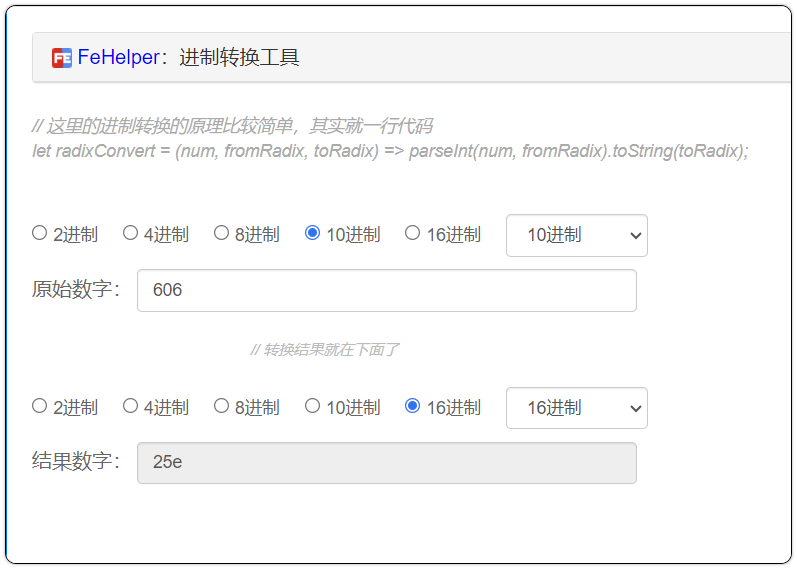 FeHelper：进制转换工具
// 这里的进制转换的原理比较简单，其实就一行代码
let radixConvert = (num, fromRadix, toRadix) => parseInt(num, fromRadix).toString(toRadix);
2进制 4进制 8进制 10进制 16进制 10进制
原始数字： 606
// 转换结果就在下面了
2进制 4进制 8进制 10进制 16进制 16进制
结果数字： 25e